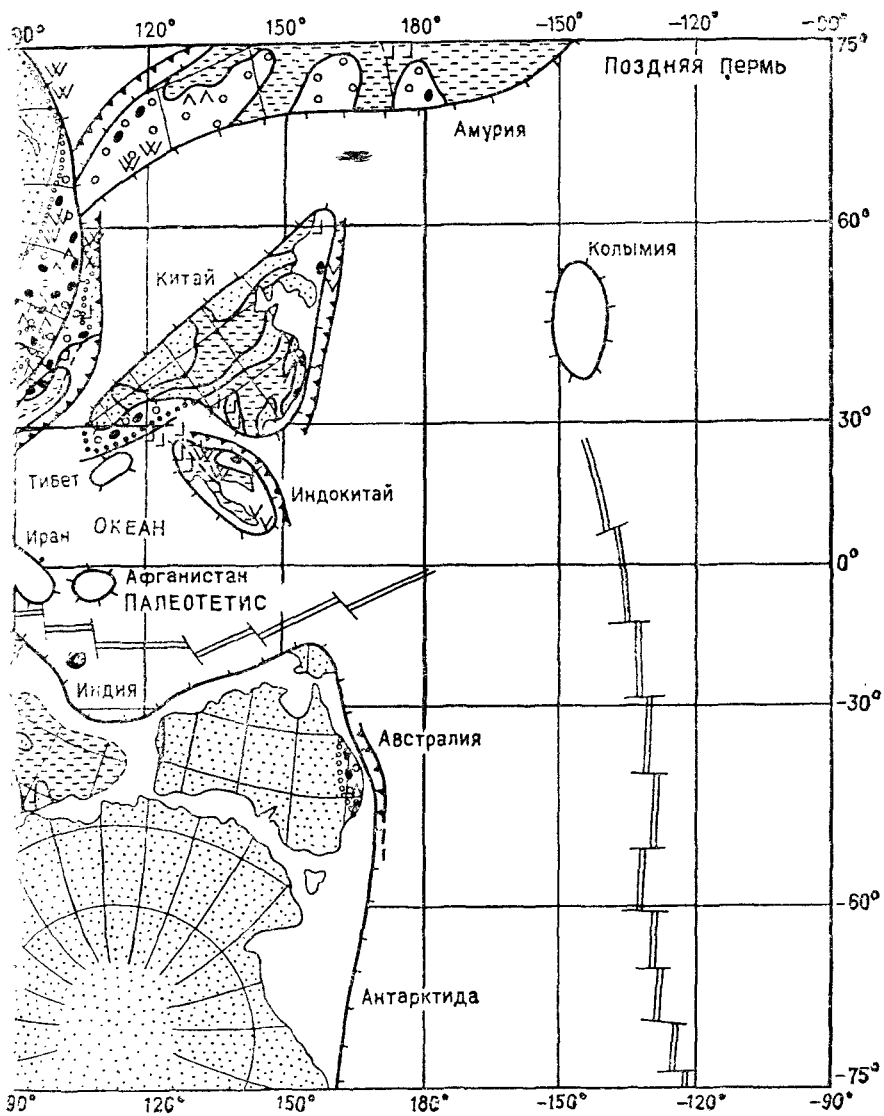 90° 120° 150° 180° -150° -120° -90°
75°
Поздняя пермь
Амурия
60°
Колымия
Китай
30°
Тибет
Индокитай
ОКЕАН
Иран
0°
Афганистан
ПАЛЕОТЕТИС
Индия
-30°
Австралия
-60°
Антарктида
-75°
90° 120° 150° 180° -150° -120° -90°